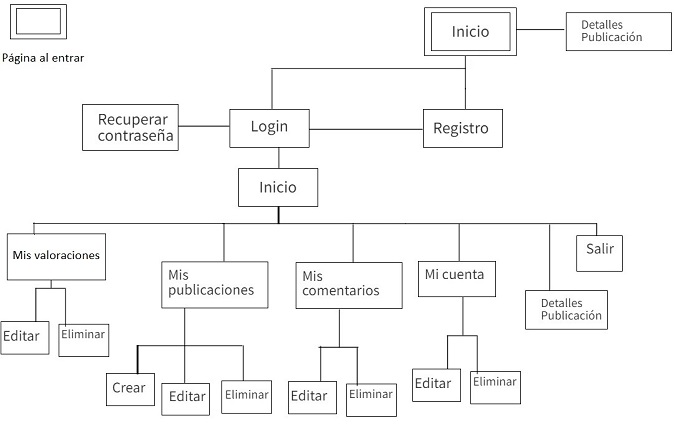 Página al entrar
Inicio
Detalles
Publicación
Recuperar
contraseña
Login
Registro
Inicio
Mis valoraciones
Editar
Eliminar
Mis
publicaciones
Crear
Editar
Eliminar
Mis
comentarios
Editar
Eliminar
Mi cuenta
Editar
Eliminar
Detalles
Publicación
Salir